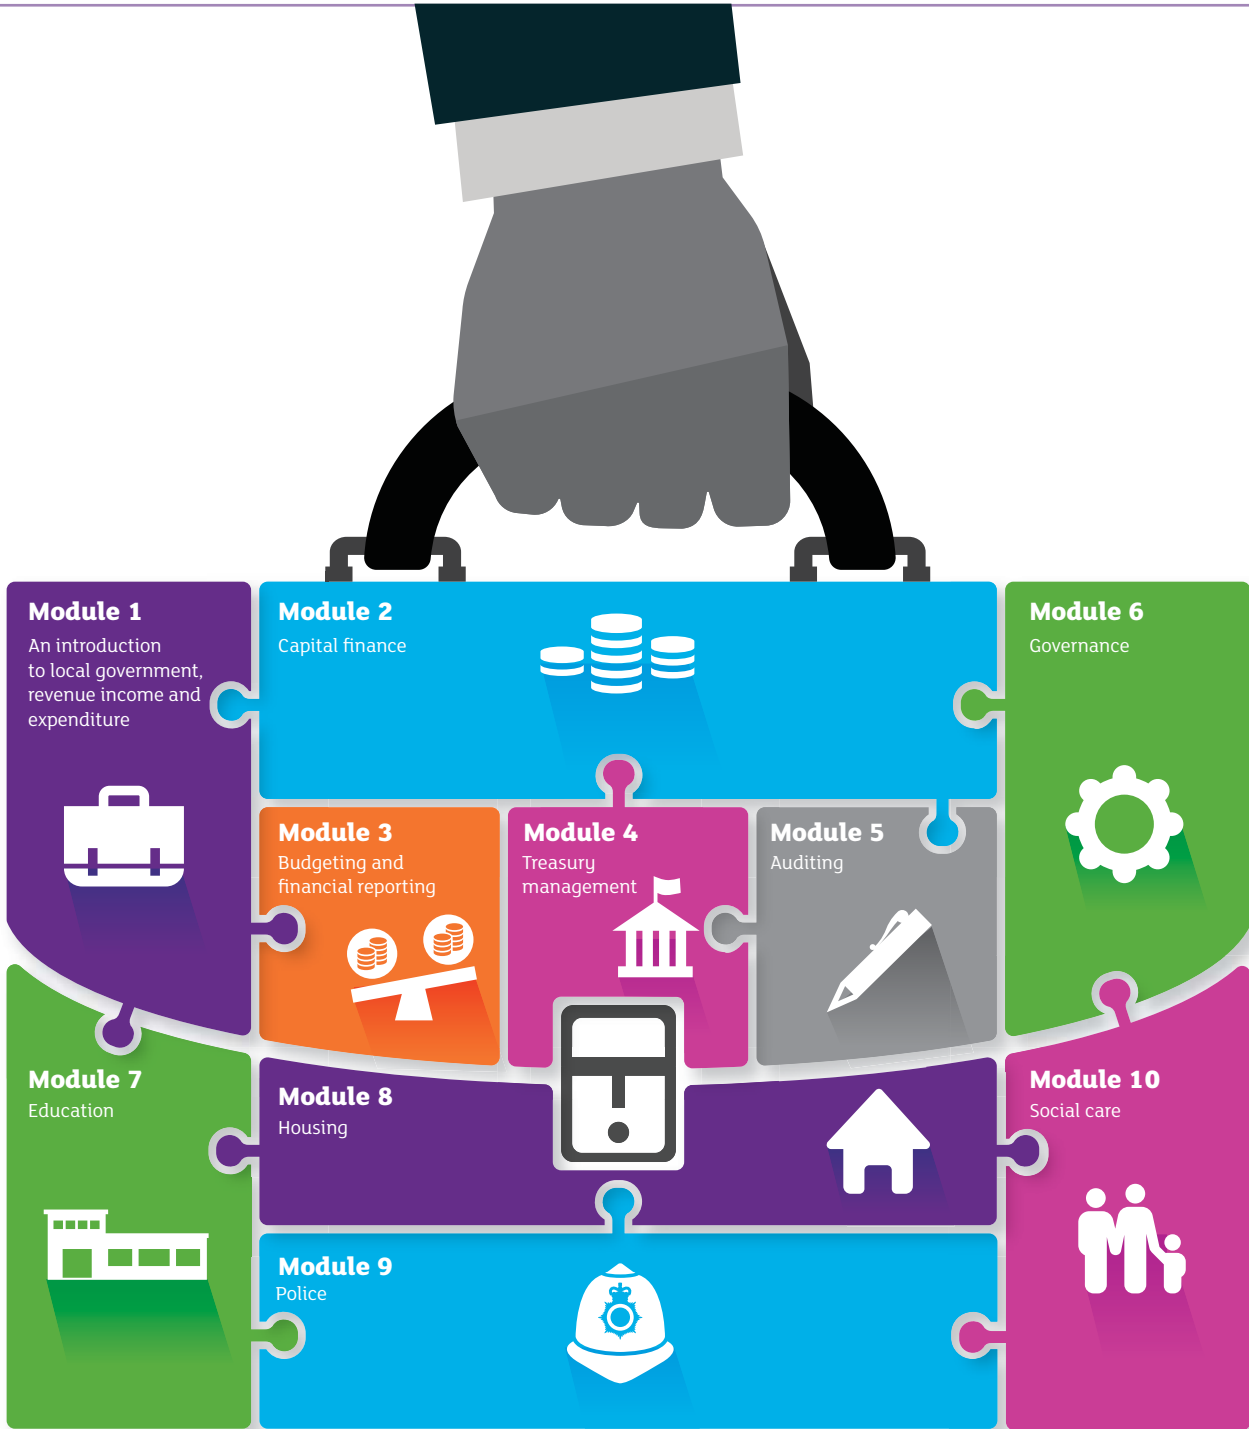 Module 1
An introduction
to local government,
revenue income and
expenditure
Module 2
Capital finance
Module 6
Governance
Module 3
Budgeting and
financial reporting
Module 4
Treasury
management
Module 5
Auditing
Module 7
Education
Module 8
Housing
Module 10
Social care
Module 9
Police